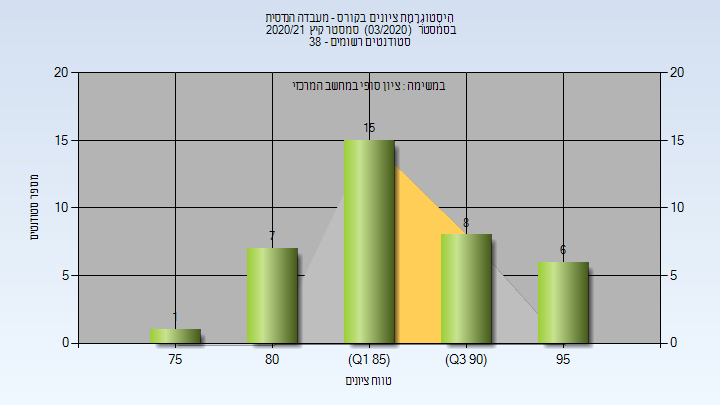 היסטוגרמת ציונים בקורס - מעבדה הנדסית
בסמסטר (03/2020) סמסטר קיץ 2020/21
סטודנטים רשומים - 38
במשימה : ציון סופי במחשב המרכזי
20
20
15
15
15
10
10
8
7
6
5
5
1
0
0
75
80
(Q1 85)
(Q3 90)
95
מספר סטודנטים
טווח ציונים